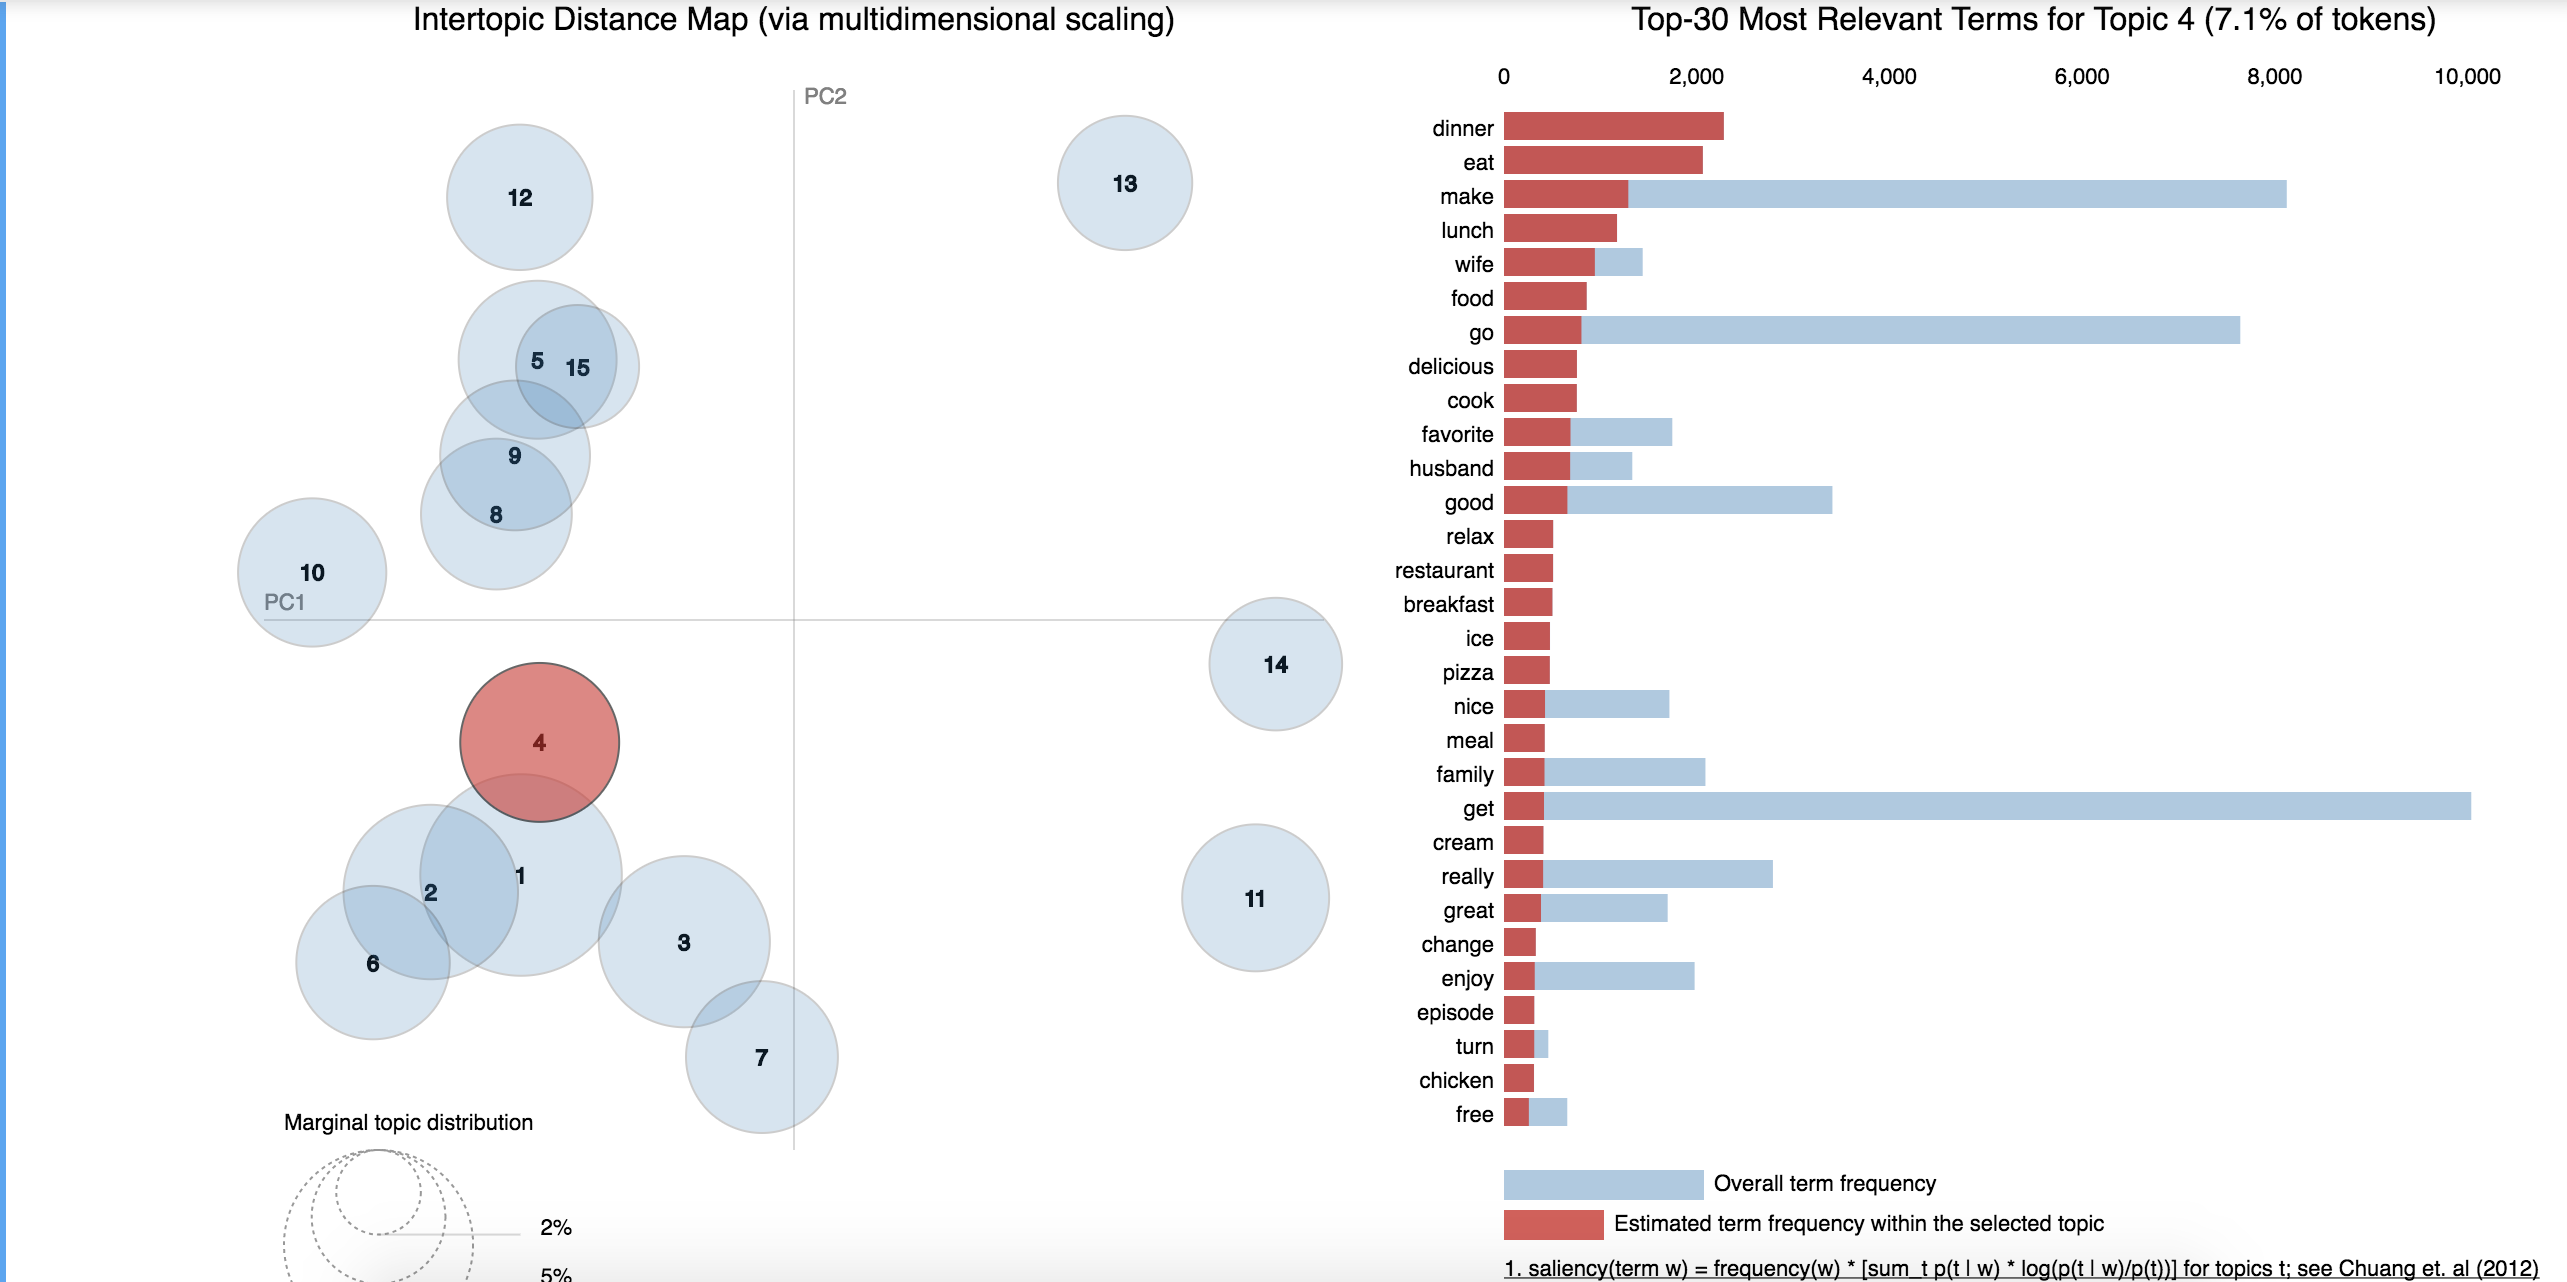 Intertopic Distance Map (via multidimensional scaling)
PC2
12
13
5
15
9
8
10
PC1
14
4
1
2
11
3
6
7
Marginal topic distribution
2%
5%
Top-30 Most Relevant Terms for Topic 4 (7.1% of tokens)
0 2,000 4,000 6,000 8,000 10,000
dinner
eat
make
lunch
wife
food
go
delicious
cook
favorite
husband
good
relax
restaurant
breakfast
ice
pizza
nice
meal
family
get
cream
really
great
change
enjoy
episode
turn
chicken
free
Overall term frequency
Estimated term frequency within the selected topic
1. saliency(term w) = frequency(w) * [sum_t p(t | w) * log(p(t | w)/p(t))] for topics t; see Chuang et. al (2012)